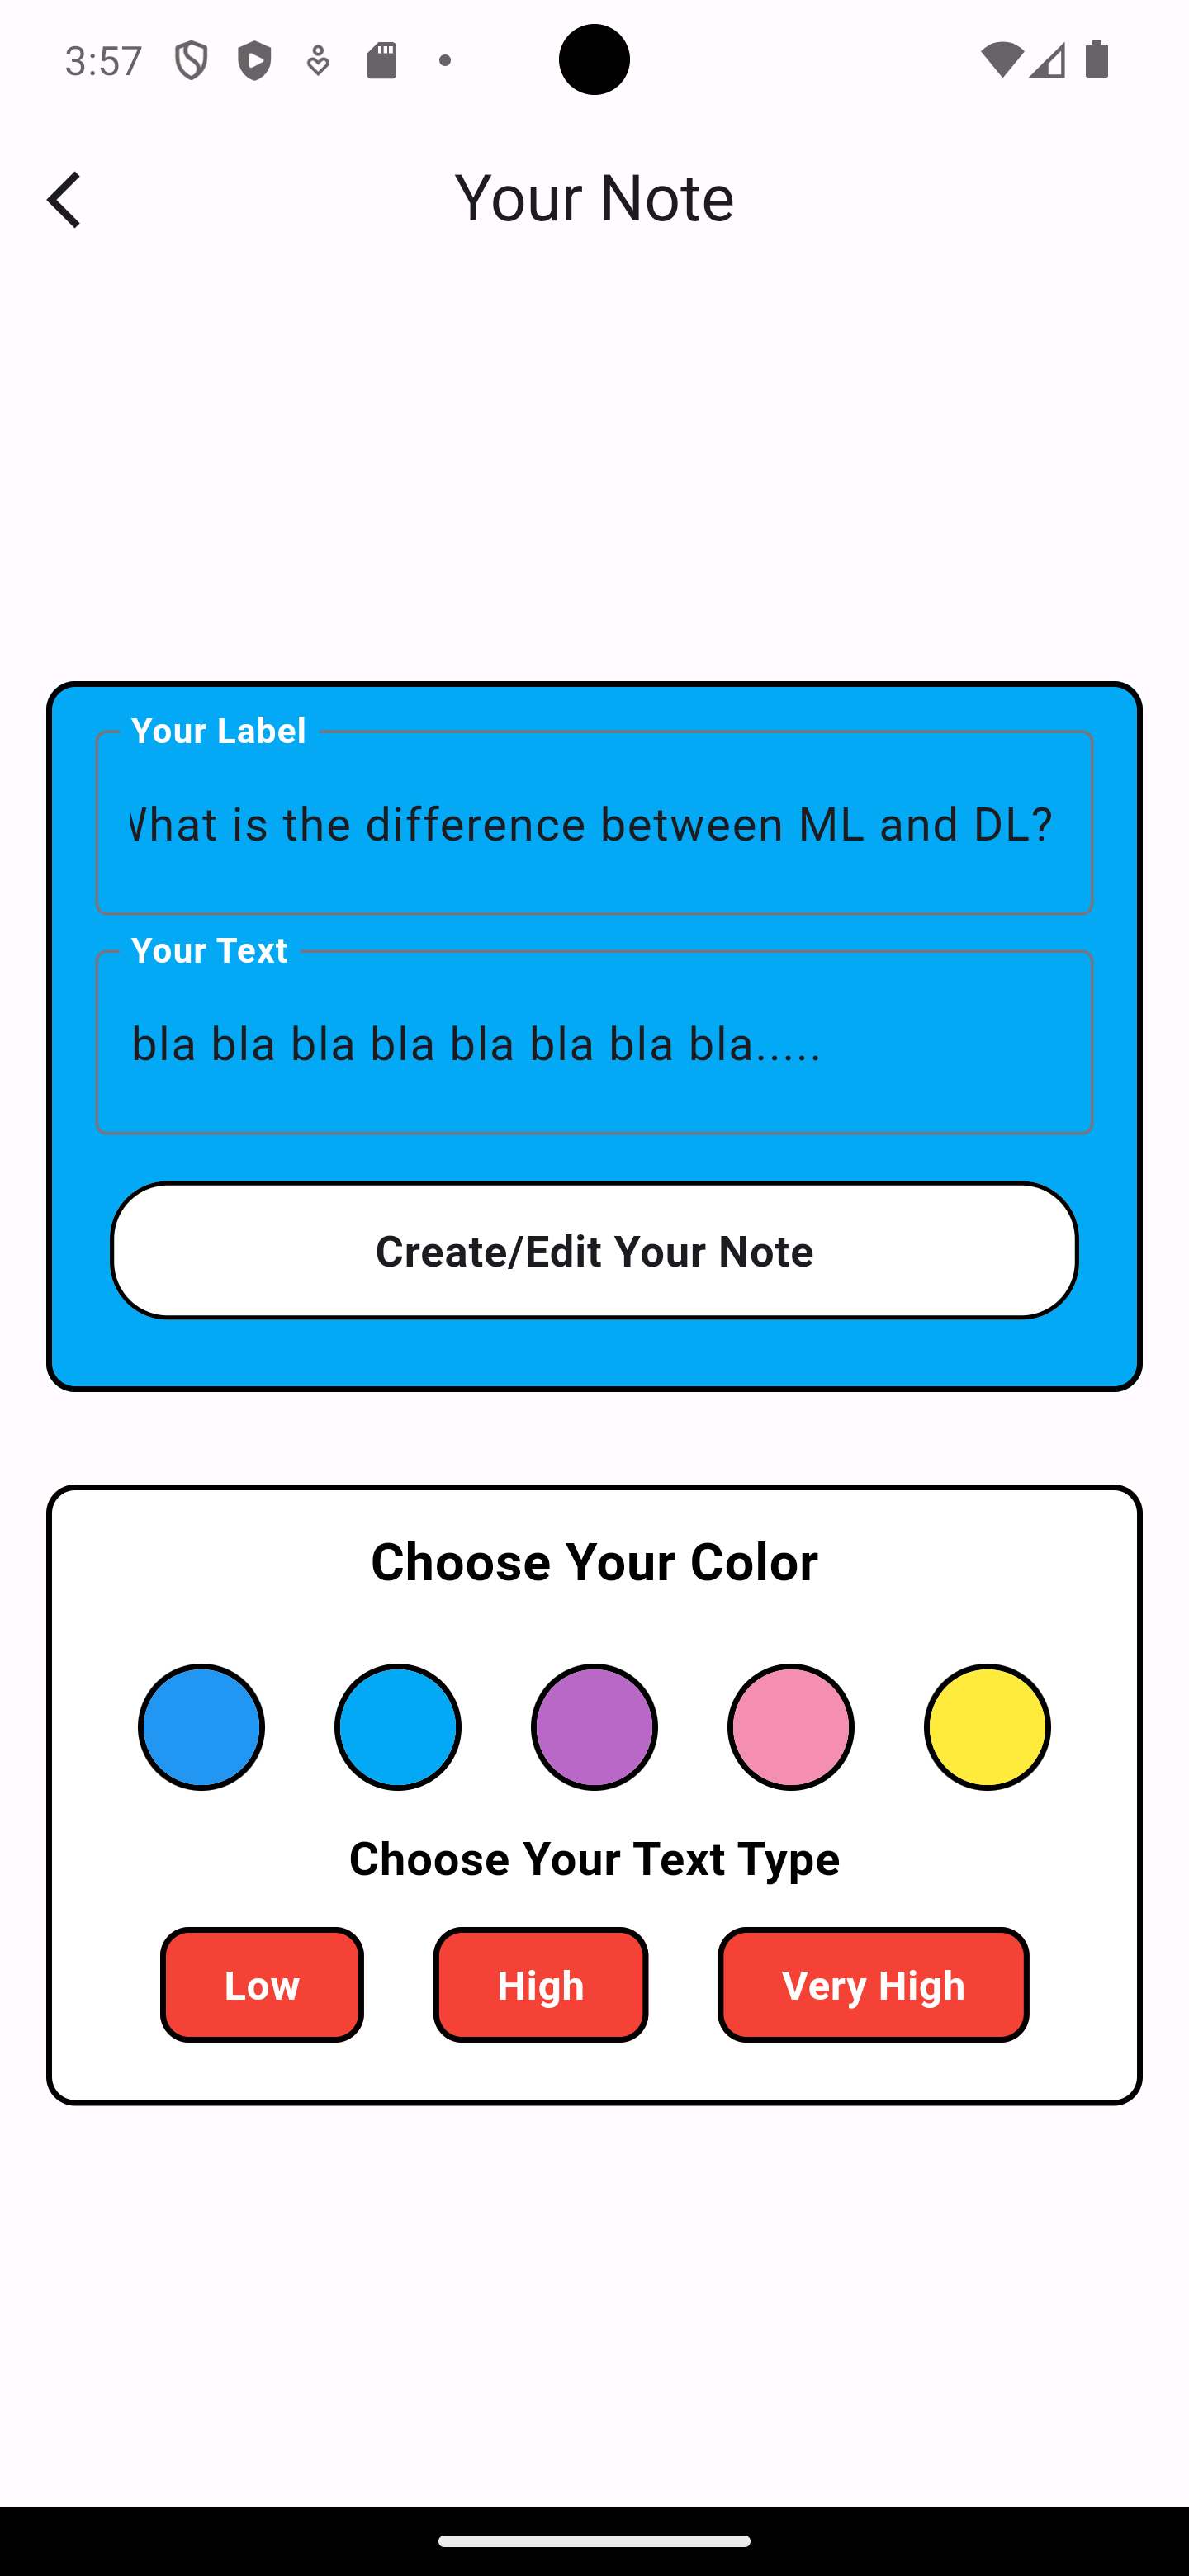 3:57
Your Note
Your Label
What is the difference between ML and DL?
Your Text
bla bla bla bla bla bla bla bla.....
Create/Edit Your Note
Choose Your Color
Choose Your Text Type
Low High Very High